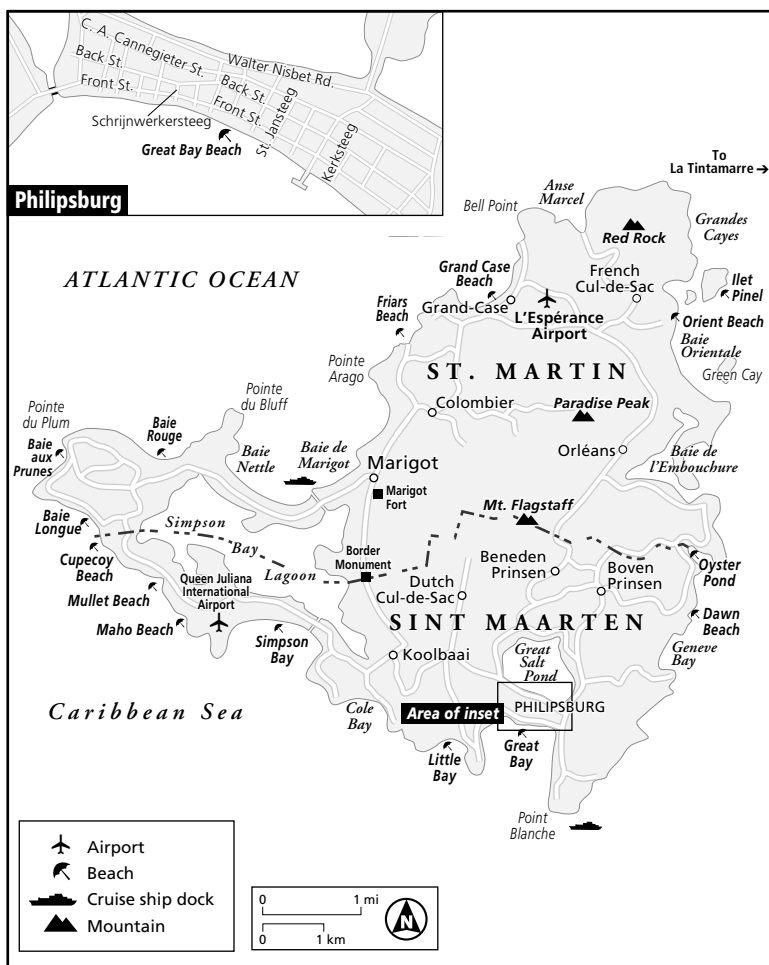 C. A. Cannegieter St.
Walter Nisbet Rd.
Back St.
Back St.
Front St.
Front St.
Schrijnwerkersteeg
St. Jansteeg
Kerksteeg
Great Bay Beach
Philipsburg
To
La Tintamarre
Anse
Marcel
Bell Point
Red Rock
Grandes
Cayes
ATLANTIC OCEAN
Grand Case
Beach
French
Cul-de-Sac
Ilet
Pinel
Friars
Beach
Grand-Case
L'Espérance
Airport
Orient Beach
Baie
Orientale
Pointe
Arago
ST. MARTIN
Green Cay
Pointe
du Bluff
Colombier
Paradise Peak
Pointe
du Plum
Baie
Rouge
Baie
aux
Prunes
Baie
Nettle
Baie de
Marigot
Marigot
Orléans
Baie de
l'Embouchure
Marigot
Fort
Mt. Flagstaff
Baie
Longue
Simpson
Bay
Lagoon
Cupecoy
Beach
Border
Monument
Beneden
Prinsen
Boven
Prinsen
Oyster
Pond
Queen Juliana
International
Airport
Dutch
Cul-de-Sac
Mullet Beach
Maho Beach
SINT MAARTEN
Dawn
Beach
Simpson
Bay
Koolbaai
Great
Salt
Pond
Geneve
Bay
Caribbean Sea
Cole
Bay
Area of inset
PHILIPSBURG
Little
Bay
Great
Bay
Point
Blanche
Airport
Beach
Cruise ship dock
Mountain
0 1 mi
0 1 km
N